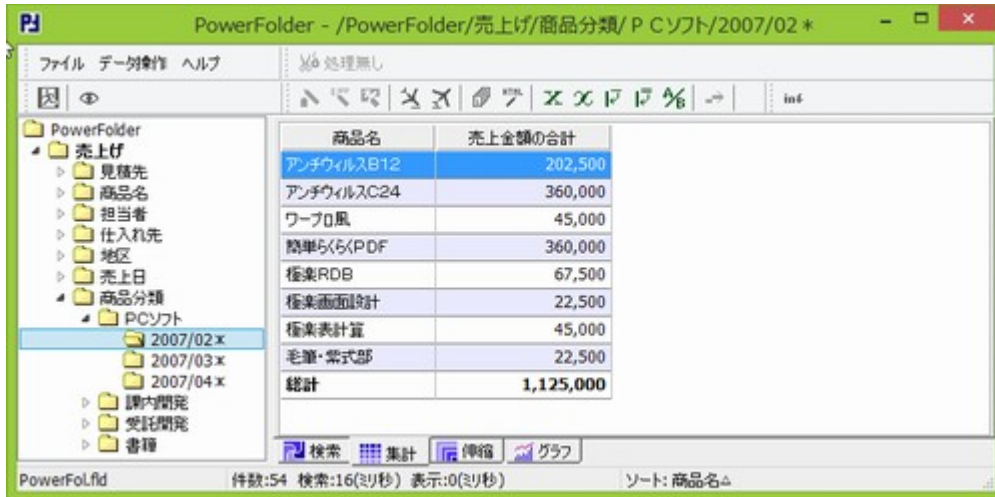 PowerFolder - /PowerFolder/売上げ/商品分類/ＰＣソフト/2007/02＊
ファイル データ操作 ヘルプ
処理無し
inf
PowerFolder
売上げ
見積先
商品名
担当者
仕入れ先
地区
売上日
商品分類
PCソフト
2007/02＊
2007/03＊
2007/04＊
課内開発
受託開発
書籍
商品名 売上金額の合計
アンチウィルスB12 202,500
アンチウィルスC24 360,000
ワープロ風 45,000
簡単らくらくPDF 360,000
極楽RDB 67,500
極楽画面設計 22,500
極楽表計算 45,000
毛筆・紫式部 22,500
総計 1,125,000
検索 集計 伸縮 グラフ
PowerFol.fld 件数:54 検索:16(ミリ秒) 表示:0(ミリ秒) ソート: 商品名△